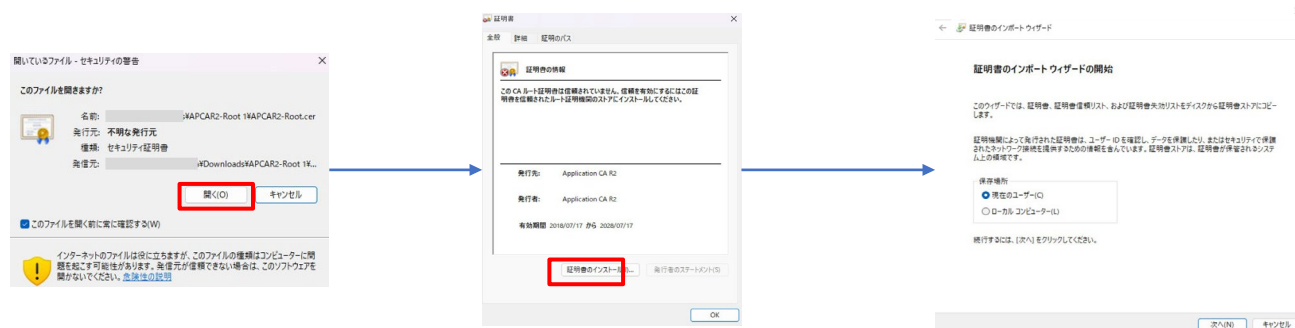 開いているファイル - セキュリティの警告
このファイルを開きますか?
名前: ¥APCAR2-Root 1¥APCAR2-Root.cer
発行元: 不明な発行元
種類: セキュリティ証明書
発信元: ¥Downloads¥APCAR2-Root 1¥...
開く(O) キャンセル
このファイルを開く前に常に確認する(W)
インターネットのファイルは役に立ちますが、このファイルの種類はコンピューターに問
題を起こす可能性があります。発信元が信頼できない場合は、このソフトウェアを
開かないでください。危険性の説明
証明書
全般 詳細 証明のパス
証明書の情報
この CA ルート証明書は信頼されていません。信頼を有効にするにはこの証
明書を信頼されたルート証明機関のストアにインストールしてください。
発行先: Application CA R2
発行者: Application CA R2
有効期間 2018/07/17 から 2028/07/17
証明書のインストール(I)... 発行者のステートメント(S)
OK
証明書のインポート ウィザード
証明書のインポート ウィザードの開始
このウィザードでは、証明書、証明書信頼リスト、および証明書失効リストをディスクから証明書ストアにコピー
します。
証明機関によって発行された証明書は、ユーザー ID を確認し、データを保護したり、またはセキュリティで保護
されたネットワーク接続を提供するための情報を含んでいます。証明書ストアは、証明書が保管されるシステ
ム上の領域です。
保存場所
現在のユーザー(C)
ローカル コンピューター(L)
続行するには、[次へ] をクリックしてください。
次へ(N) キャンセル